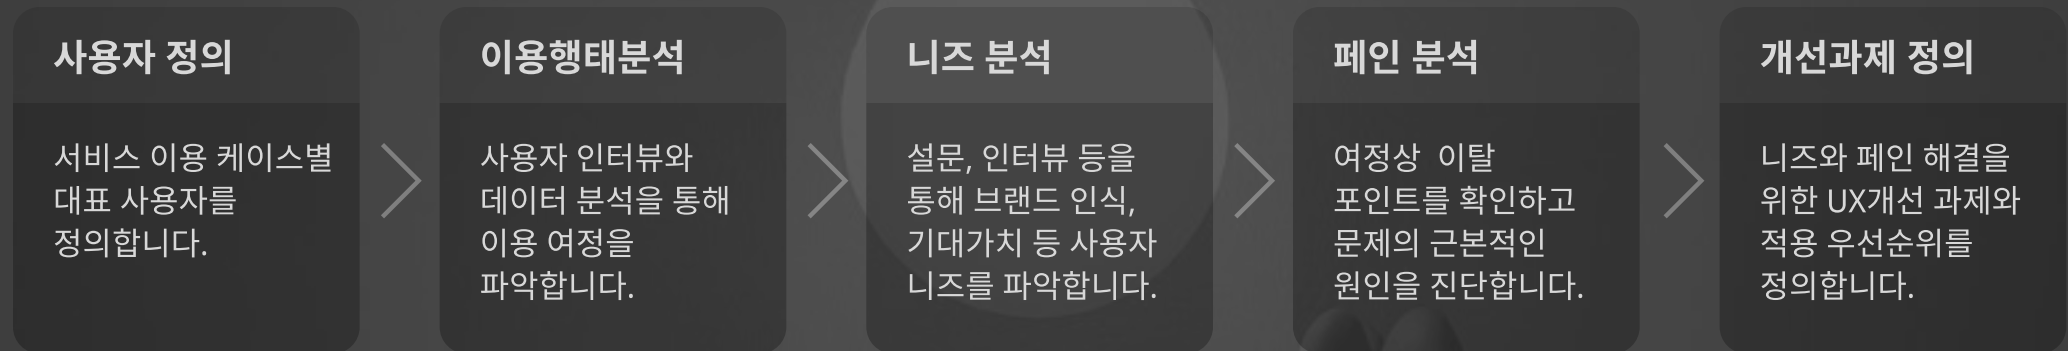 사용자 정의
서비스 이용 케이스별
대표 사용자를
정의합니다.
이용행태분석
사용자 인터뷰와
데이터 분석을 통해
이용 여정을
파악합니다.
니즈 분석
설문, 인터뷰 등을
통해 브랜드 인식,
기대가치 등 사용자
니즈를 파악합니다.
페인 분석
여정상 이탈
포인트를 확인하고
문제의 근본적인
원인을 진단합니다.
개선과제 정의
니즈와 페인 해결을
위한 UX개선 과제와
적용 우선순위를
정의합니다.